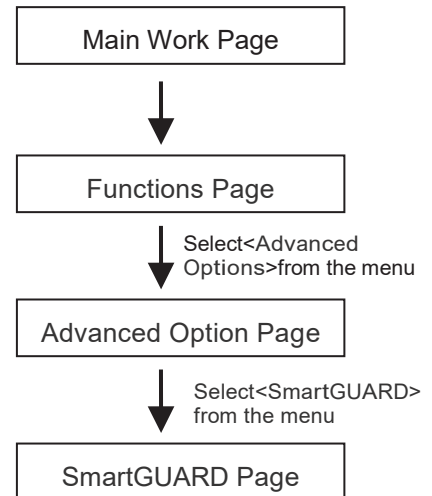 Main Work Page
Functions Page
Select<Advanced
Options>from the menu
Advanced Option Page
Select<SmartGUARD>
from the menu
SmartGUARD Page